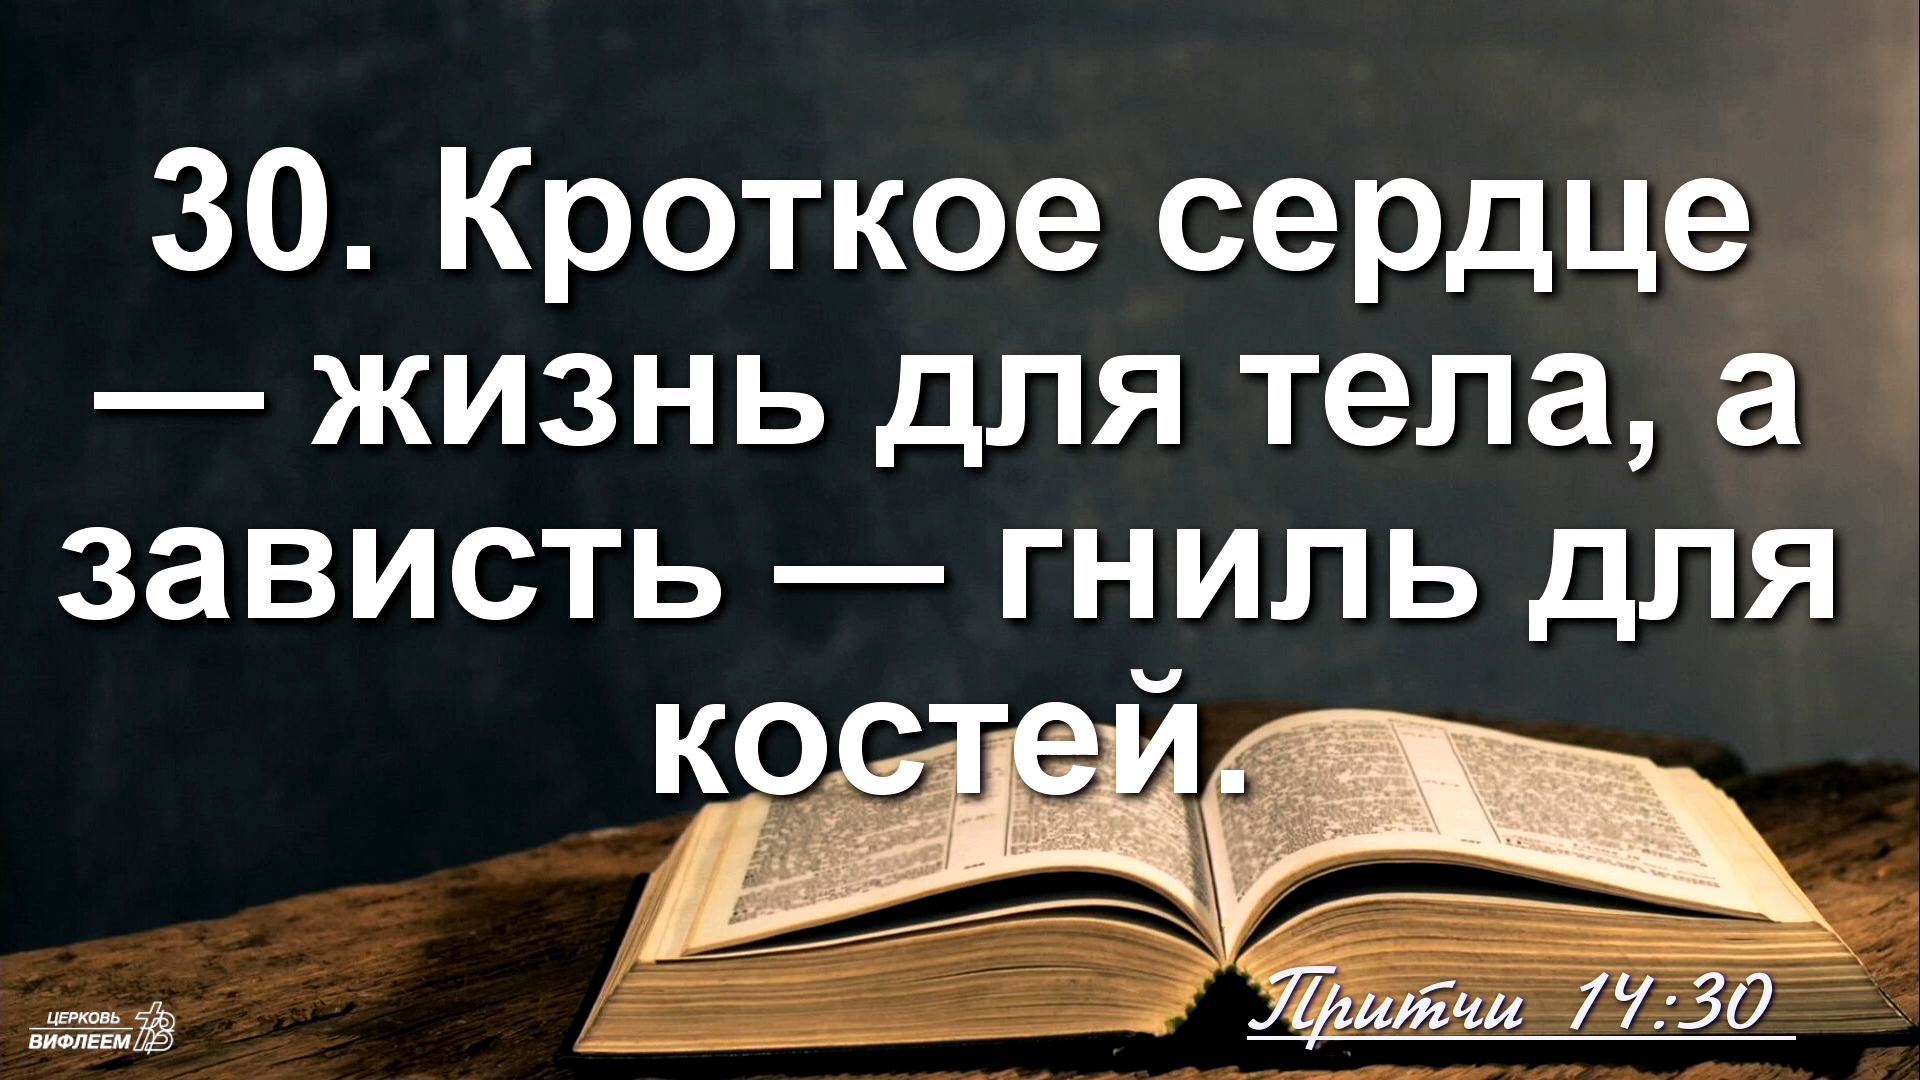 30. Кроткое сердце
— жизнь для тела, а
зависть — гниль для
костей.
Притчи 14:30
ЦЕРКОВЬ
ВИФЛЕЕМ